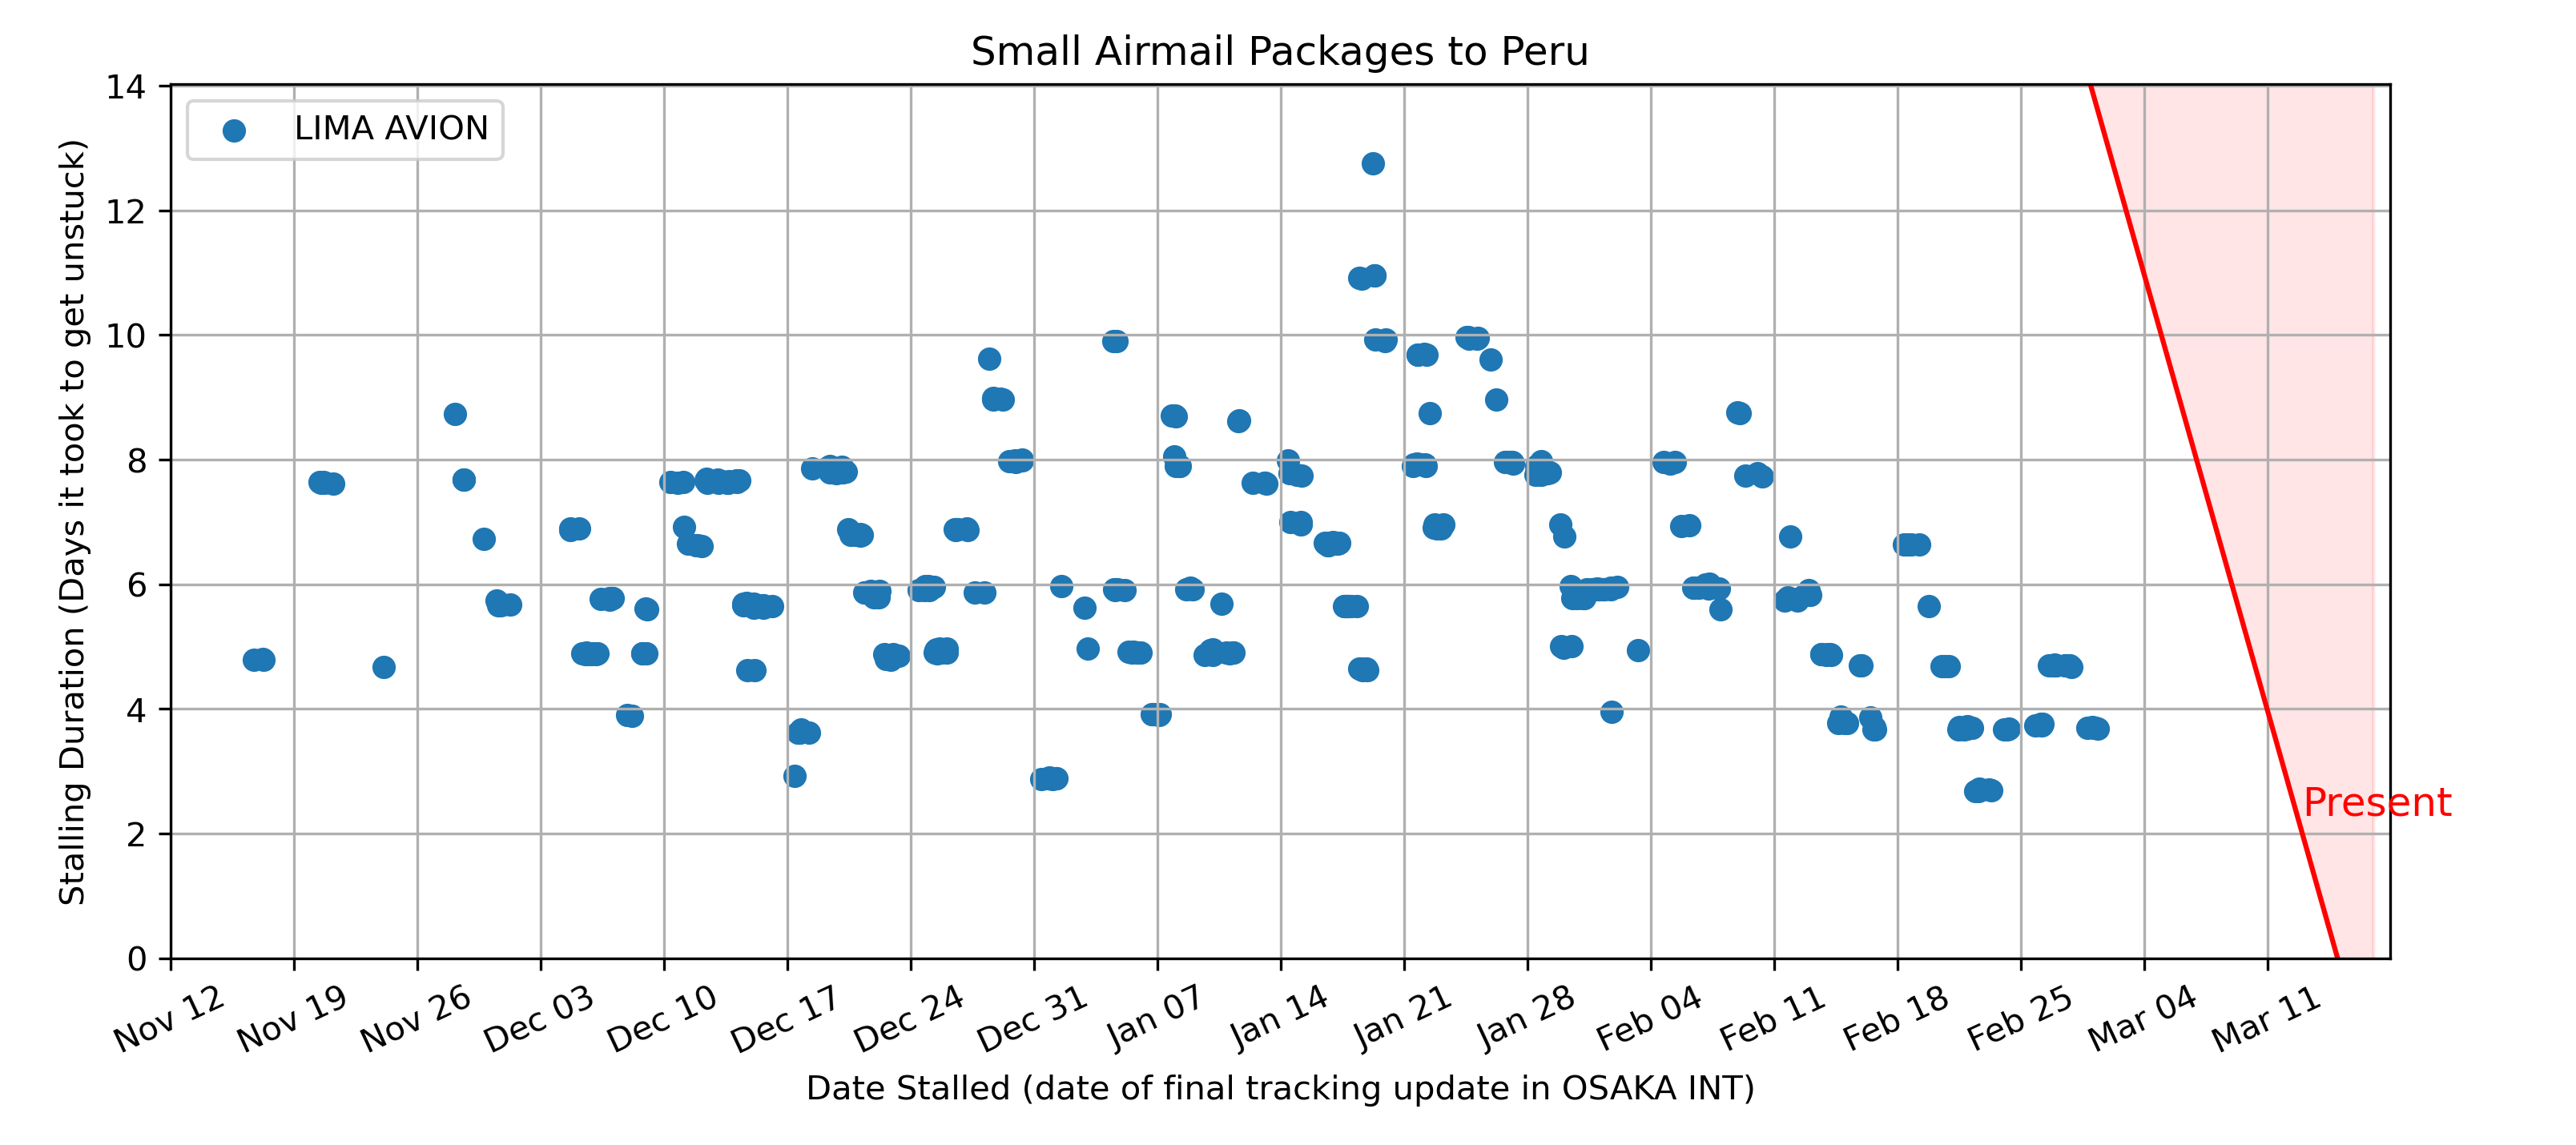 Small Airmail Packages to Peru
LIMA AVION
Stalling Duration (Days it took to get unstuck)
14
12
10
8
6
4
2
0
Present
Nov 12
Nov 19
Nov 26
Dec 03
Dec 10
Dec 17
Dec 24
Dec 31
Jan 07
Jan 14
Jan 21
Jan 28
Feb 04
Feb 11
Feb 18
Feb 25
Mar 04
Mar 11
Date Stalled (date of final tracking update in OSAKA INT)